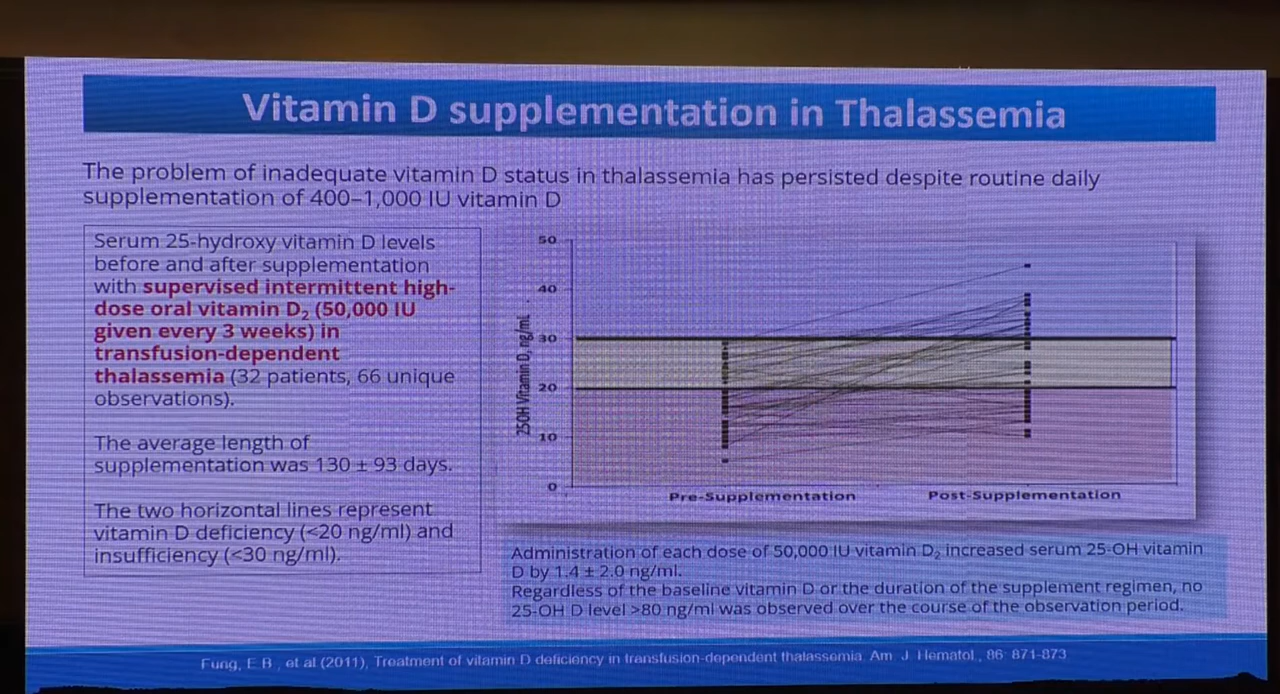 Vitamin D supplementation in Thalassemia
The problem of inadequate vitamin D status in thalassemia has persisted despite routine daily
supplementation of 400–1,000 IU vitamin D
Serum 25-hydroxy vitamin D levels
before and after supplementation
with supervised intermittent high-
dose oral vitamin D₂ (50,000 IU
given every 3 weeks) in
transfusion-dependent
thalassemia (32 patients, 66 unique
observations).
The average length of
supplementation was 130 ± 93 days.
The two horizontal lines represent
vitamin D deficiency (<20 ng/ml) and
insufficiency (<30 ng/ml).
25OH Vitamin D, ng/mL
50
40
30
20
10
0
Pre-Supplementation
Post-Supplementation
Administration of each dose of 50,000 IU vitamin D₂ increased serum 25-OH vitamin
D by 1.4 ± 2.0 ng/ml.
Regardless of the baseline vitamin D or the duration of the supplement regimen, no
25-OH D level >80 ng/ml was observed over the course of the observation period.
Fung, E.B., et al (2011), Treatment of vitamin D deficiency in transfusion-dependent thalassemia. Am. J. Hematol., 86: 871-873